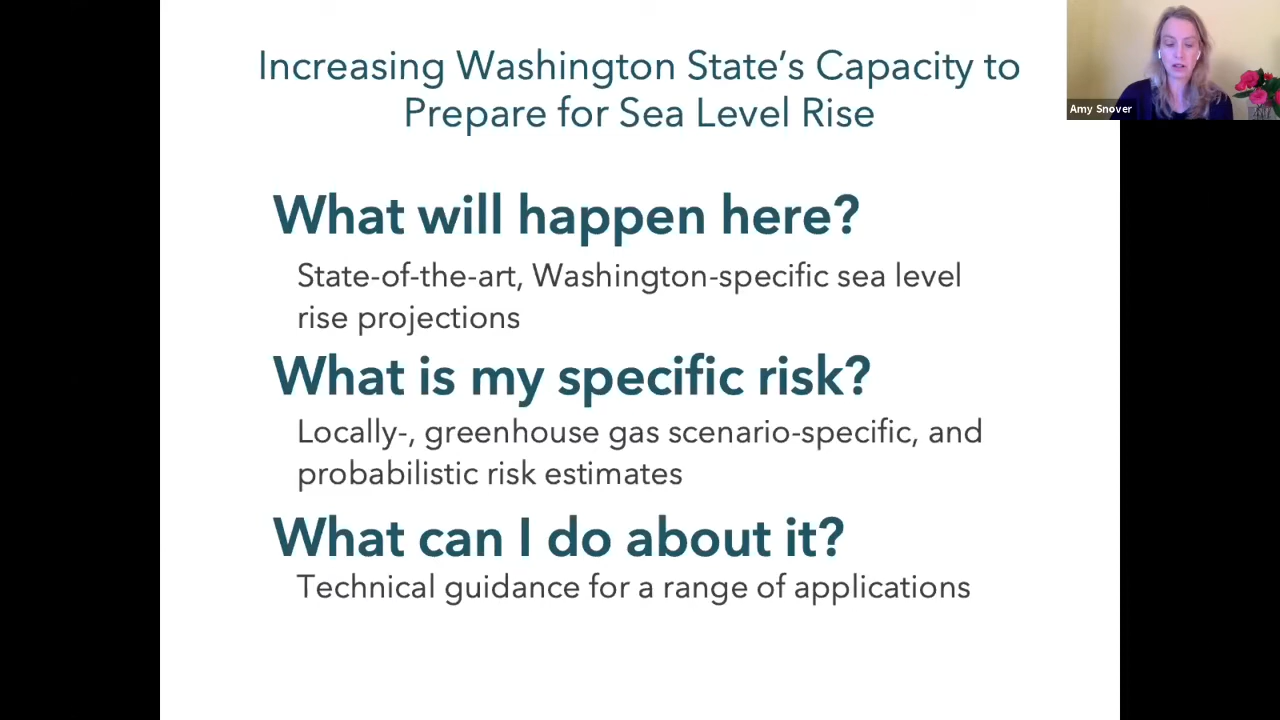 Increasing Washington State's Capacity to
Prepare for Sea Level Rise
Amy Snover
What will happen here?
State-of-the-art, Washington-specific sea level
rise projections
What is my specific risk?
Locally-, greenhouse gas scenario-specific, and
probabilistic risk estimates
What can I do about it?
Technical guidance for a range of applications